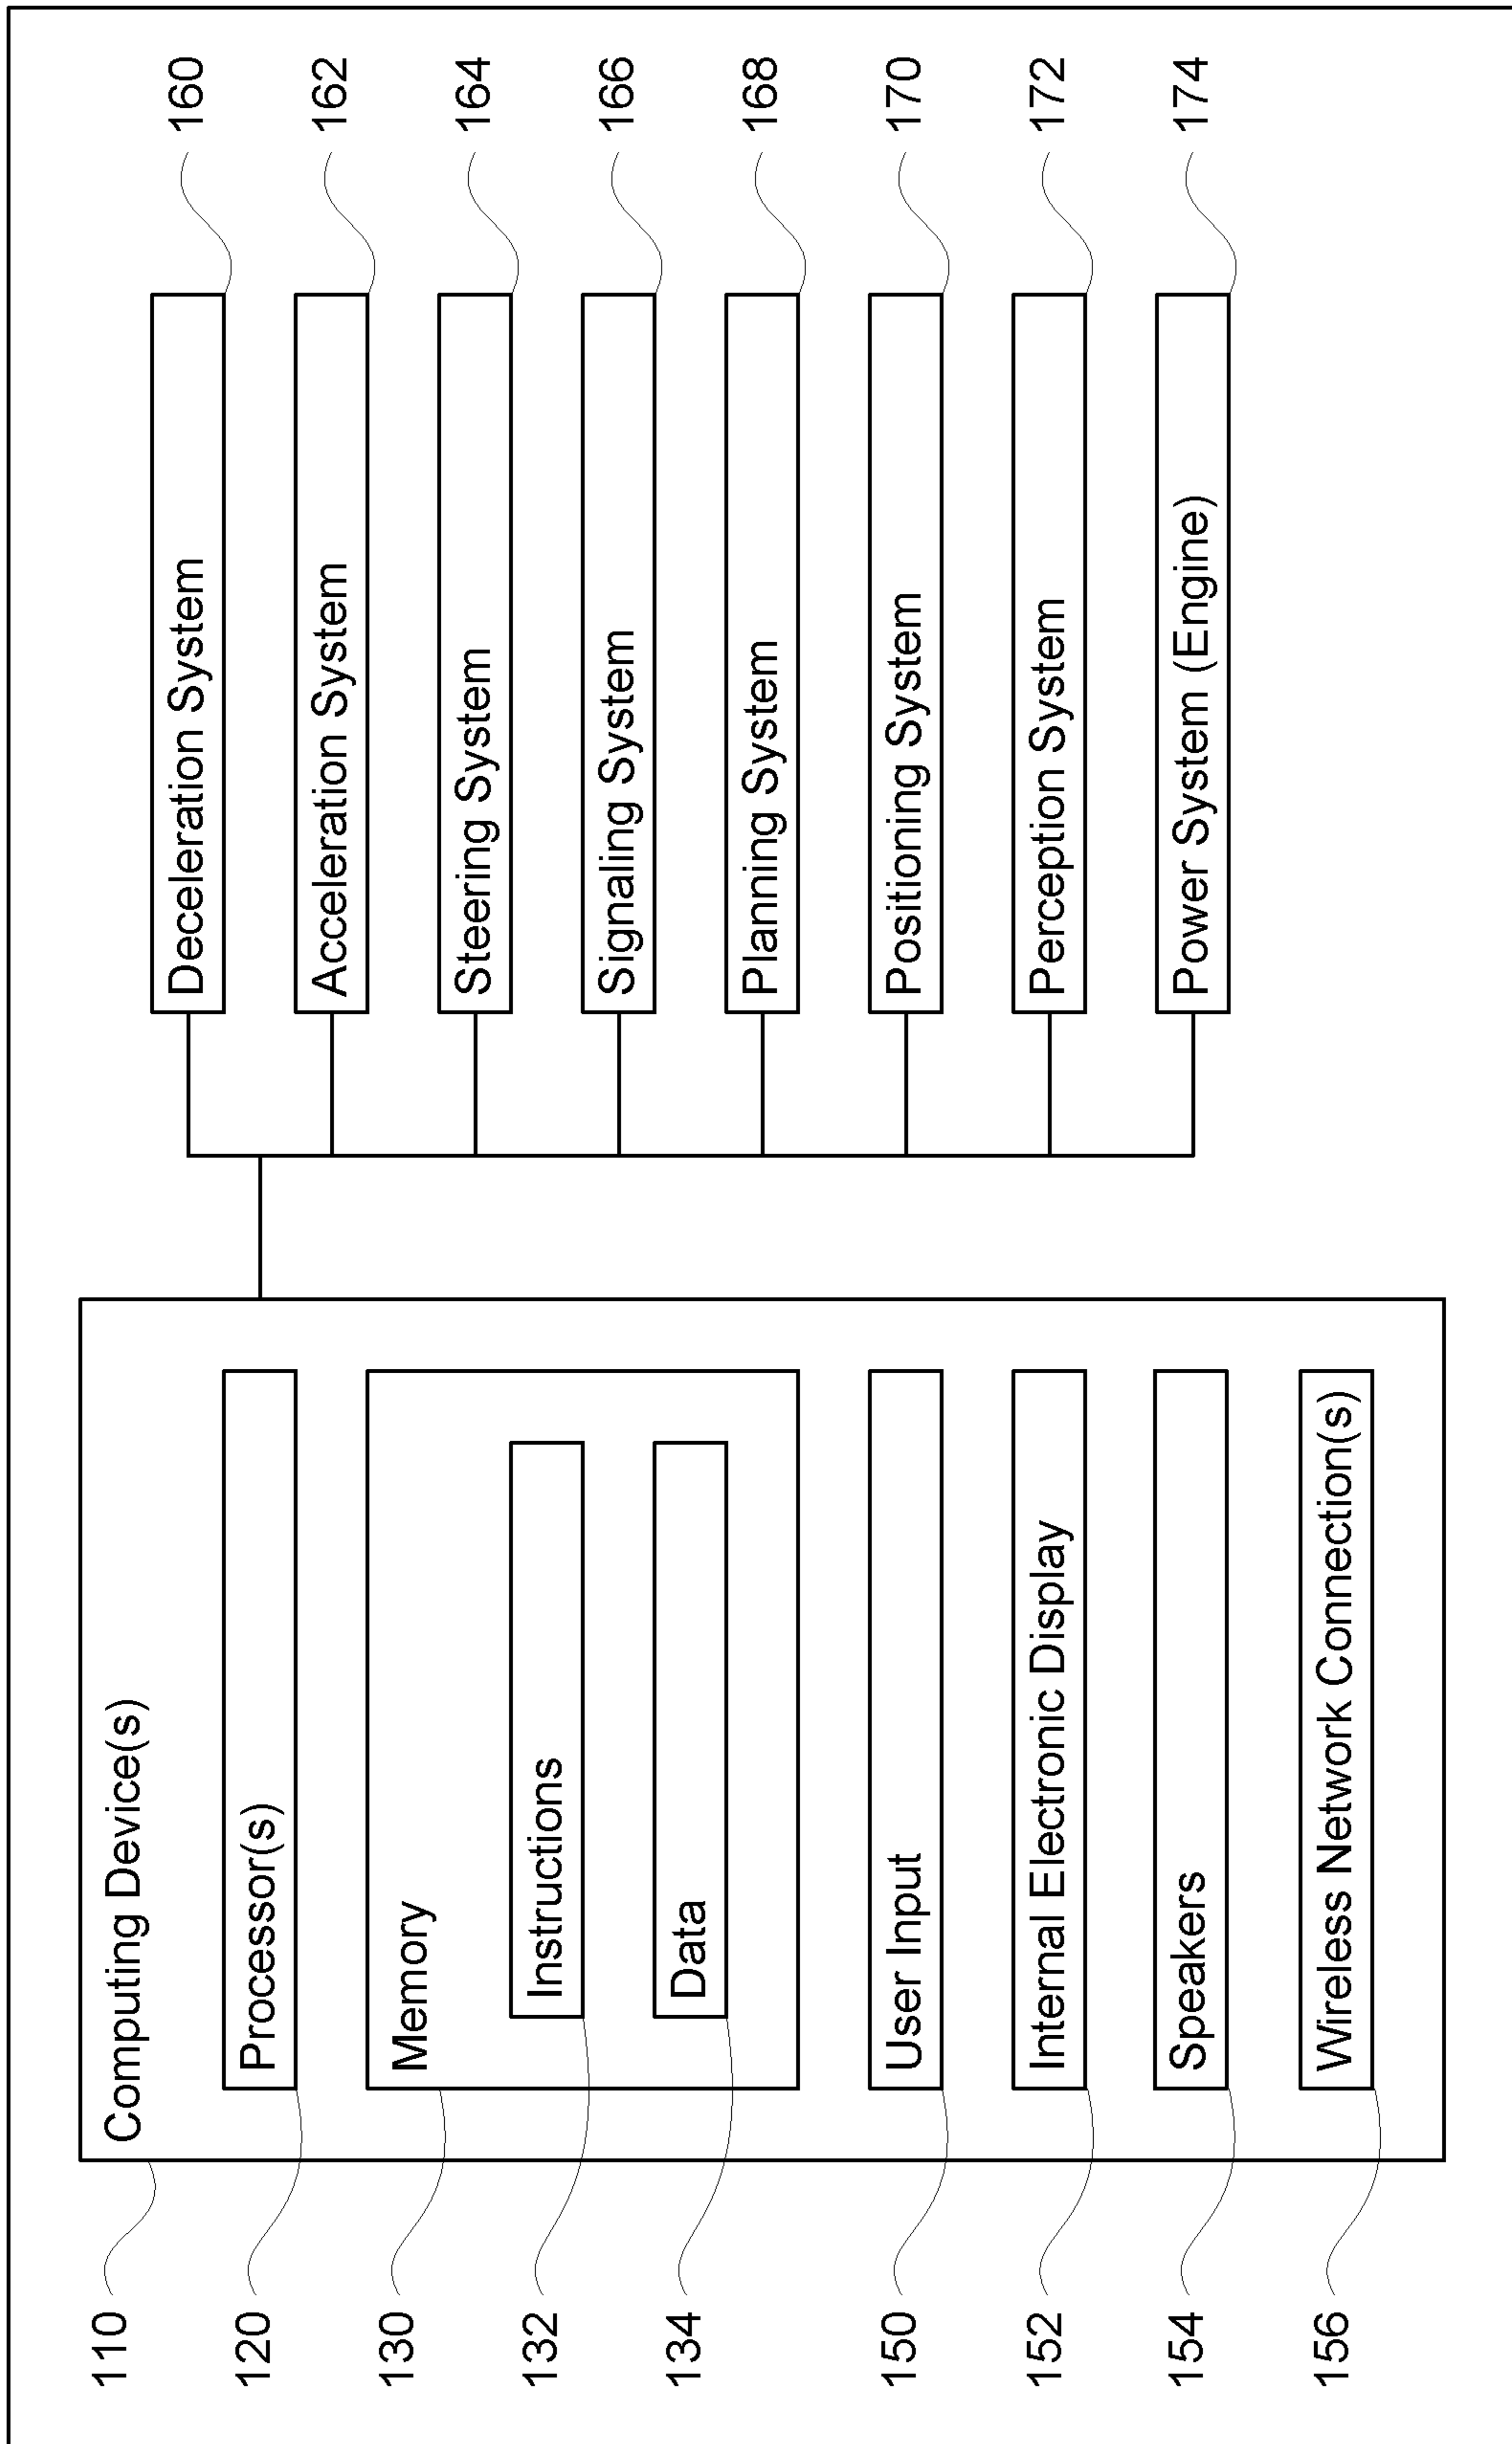 110
Computing Device(s)
120
Processor(s)
130
Memory
132
Instructions
134
Data
150
User Input
152
Internal Electronic Display
154
Speakers
156
Wireless Network Connection(s)
Deceleration System
160
Acceleration System
162
Steering System
164
Signaling System
166
Planning System
168
Positioning System
170
Perception System
172
Power System (Engine)
174